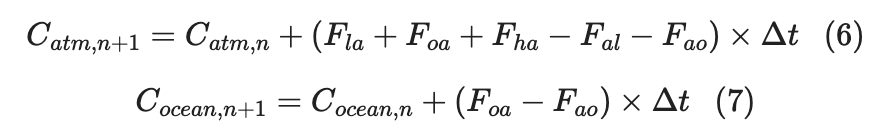 C_{atm,n+1} = C_{atm,n} + (F_{la} + F_{oa} + F_{ha} − F_{al} − F_{ao}) × Δt (6)
C_{ocean,n+1} = C_{ocean,n} + (F_{oa} − F_{ao}) × Δt (7)